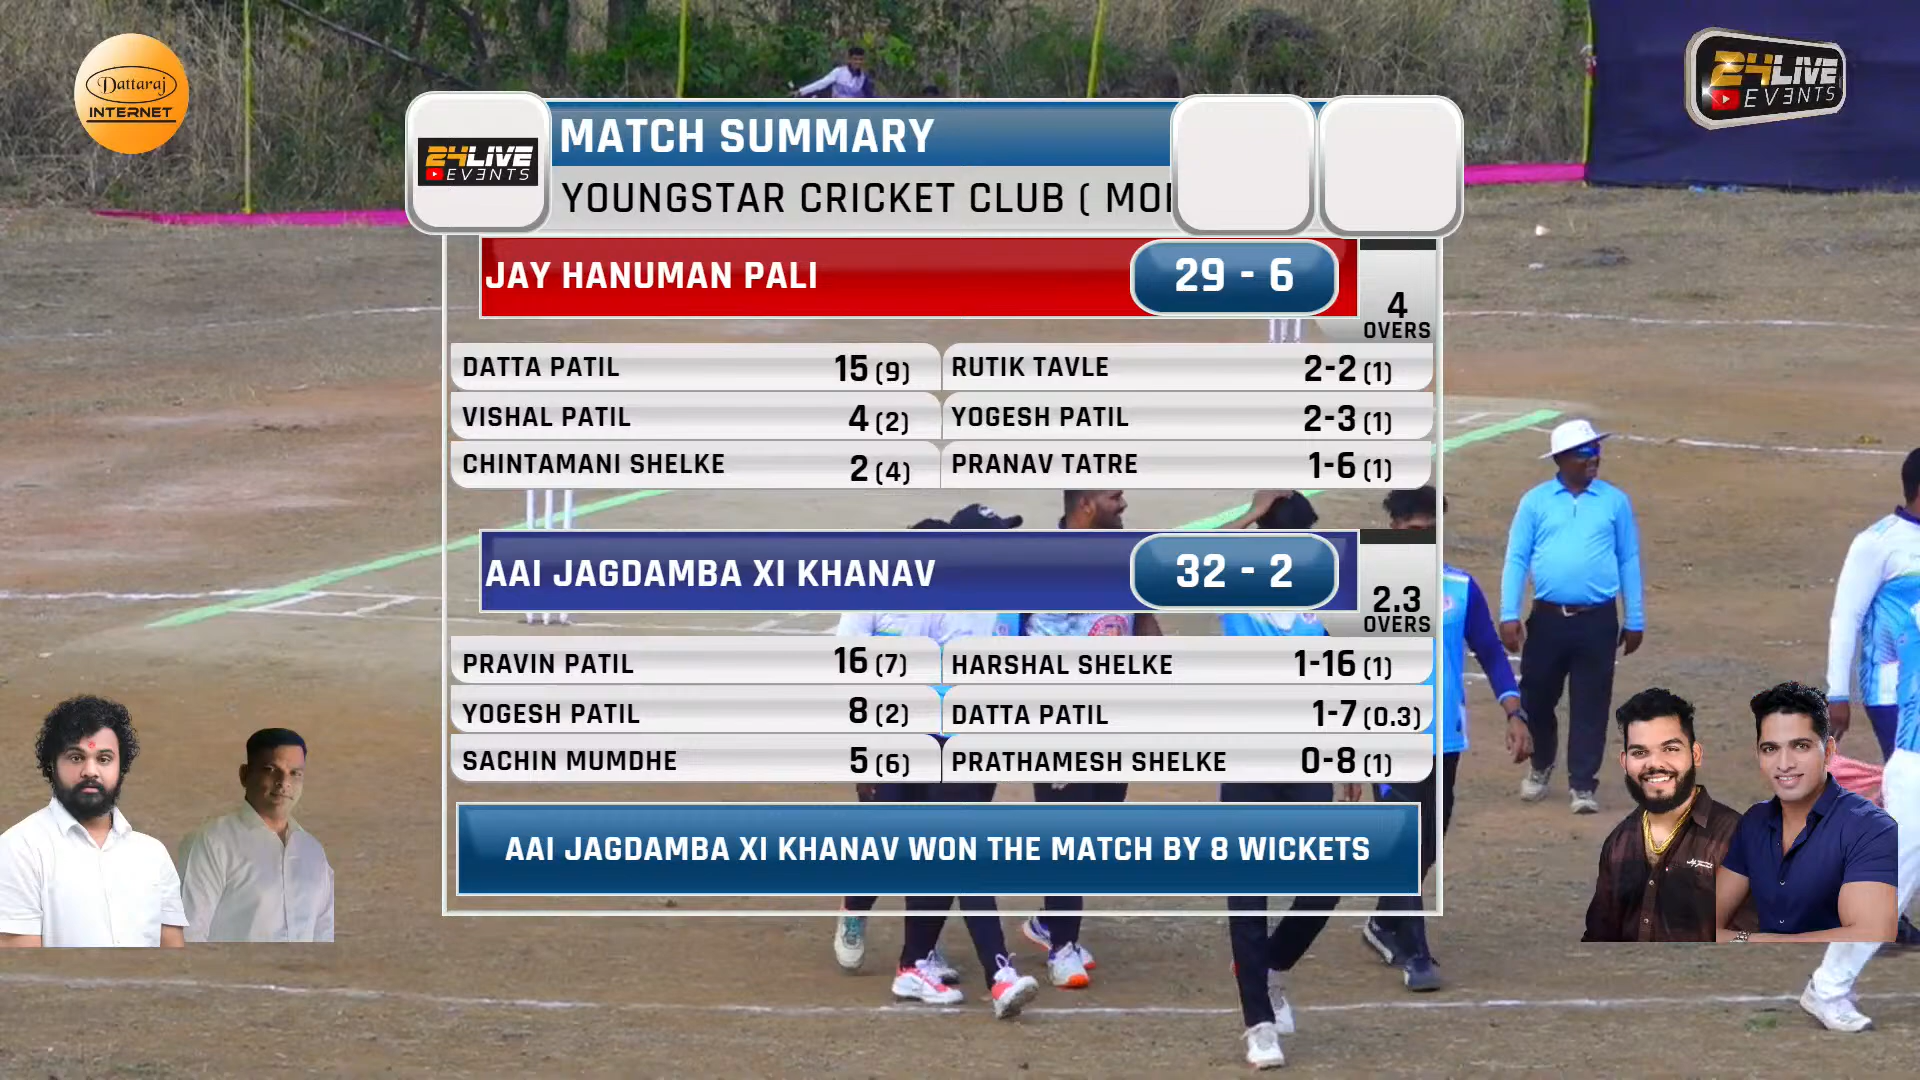 Dattaraj
INTERNET
24LIVE
EVENTS
24LIVE
EVENTS
MATCH SUMMARY
YOUNGSTAR CRICKET CLUB (
JAY HANUMAN PALI 29 - 6
4
OVERS
DATTA PATIL 15 (9) RUTIK TAVLE 2-2 (1)
VISHAL PATIL 4 (2) YOGESH PATIL 2-3 (1)
CHINTAMANI SHELKE 2 (4) PRANAV TATRE 1-6 (1)
AAI JAGDAMBA XI KHANAV 32 - 2
2.3
OVERS
PRAVIN PATIL 16 (7) HARSHAL SHELKE 1-16 (1)
YOGESH PATIL 8 (2) DATTA PATIL 1-7 (0.3)
SACHIN MUMDHE 5 (6) PRATHAMESH SHELKE 0-8 (1)
AAI JAGDAMBA XI KHANAV WON THE MATCH BY 8 WICKETS